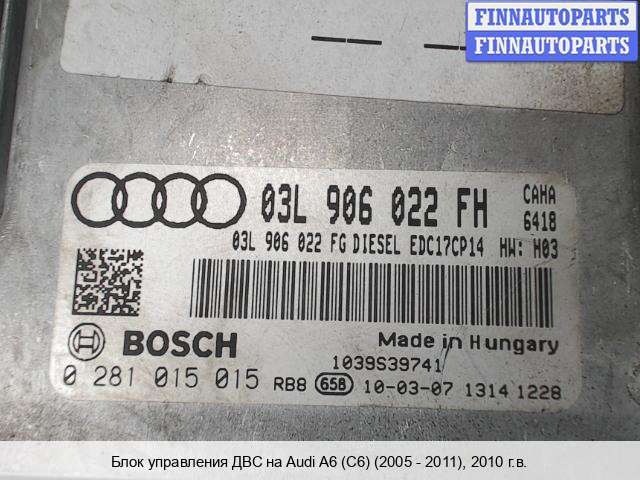 FINNAUTOPARTS
FINNAUTOPARTS
03L 906 022 FH CAHA
6418
03L 906 022 FG DIESEL EDC17CP14 HW: H03
BOSCH Made in Hungary
1039S39741
0 281 015 015 RB8 658 10-03-07 1314 1228
Блок управления ДВС на Audi A6 (C6) (2005 - 2011), 2010 г.в.